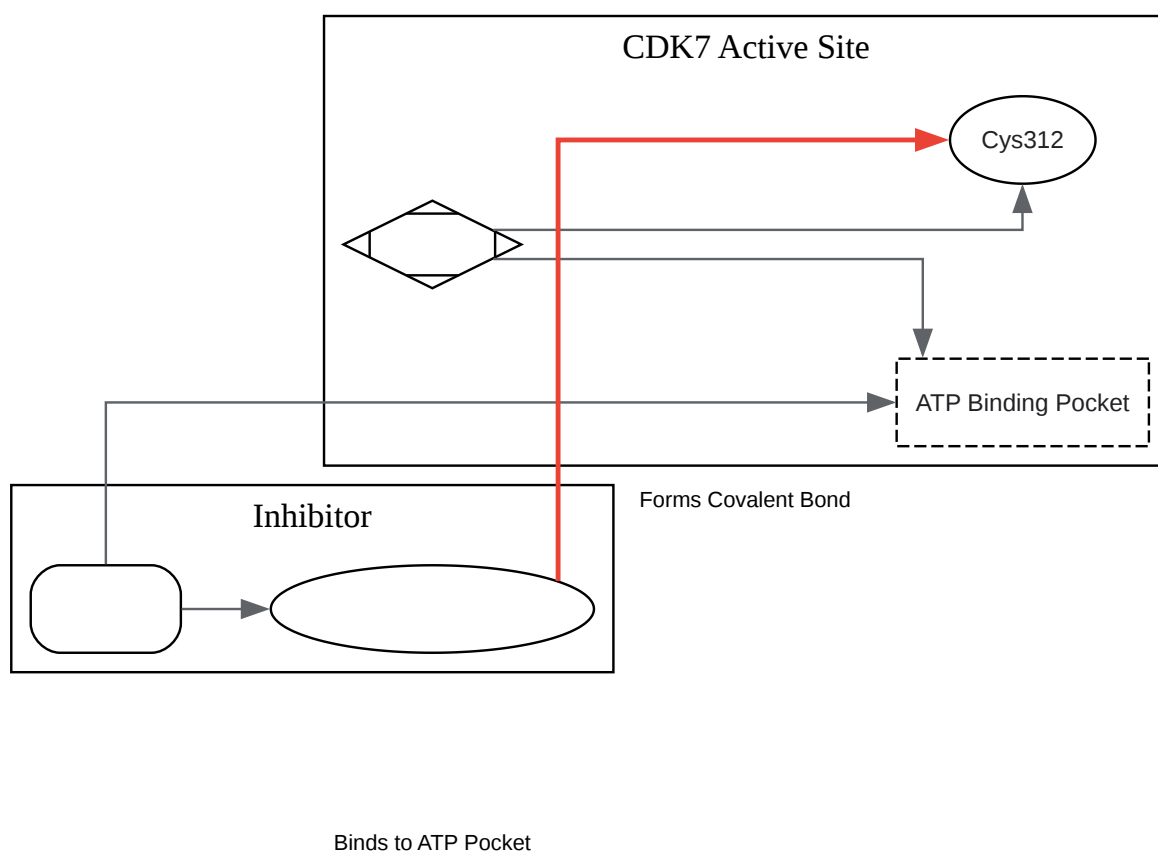 CDK7 Active Site
Cys312
ATP Binding Pocket
Forms Covalent Bond
Inhibitor
Binds to ATP Pocket